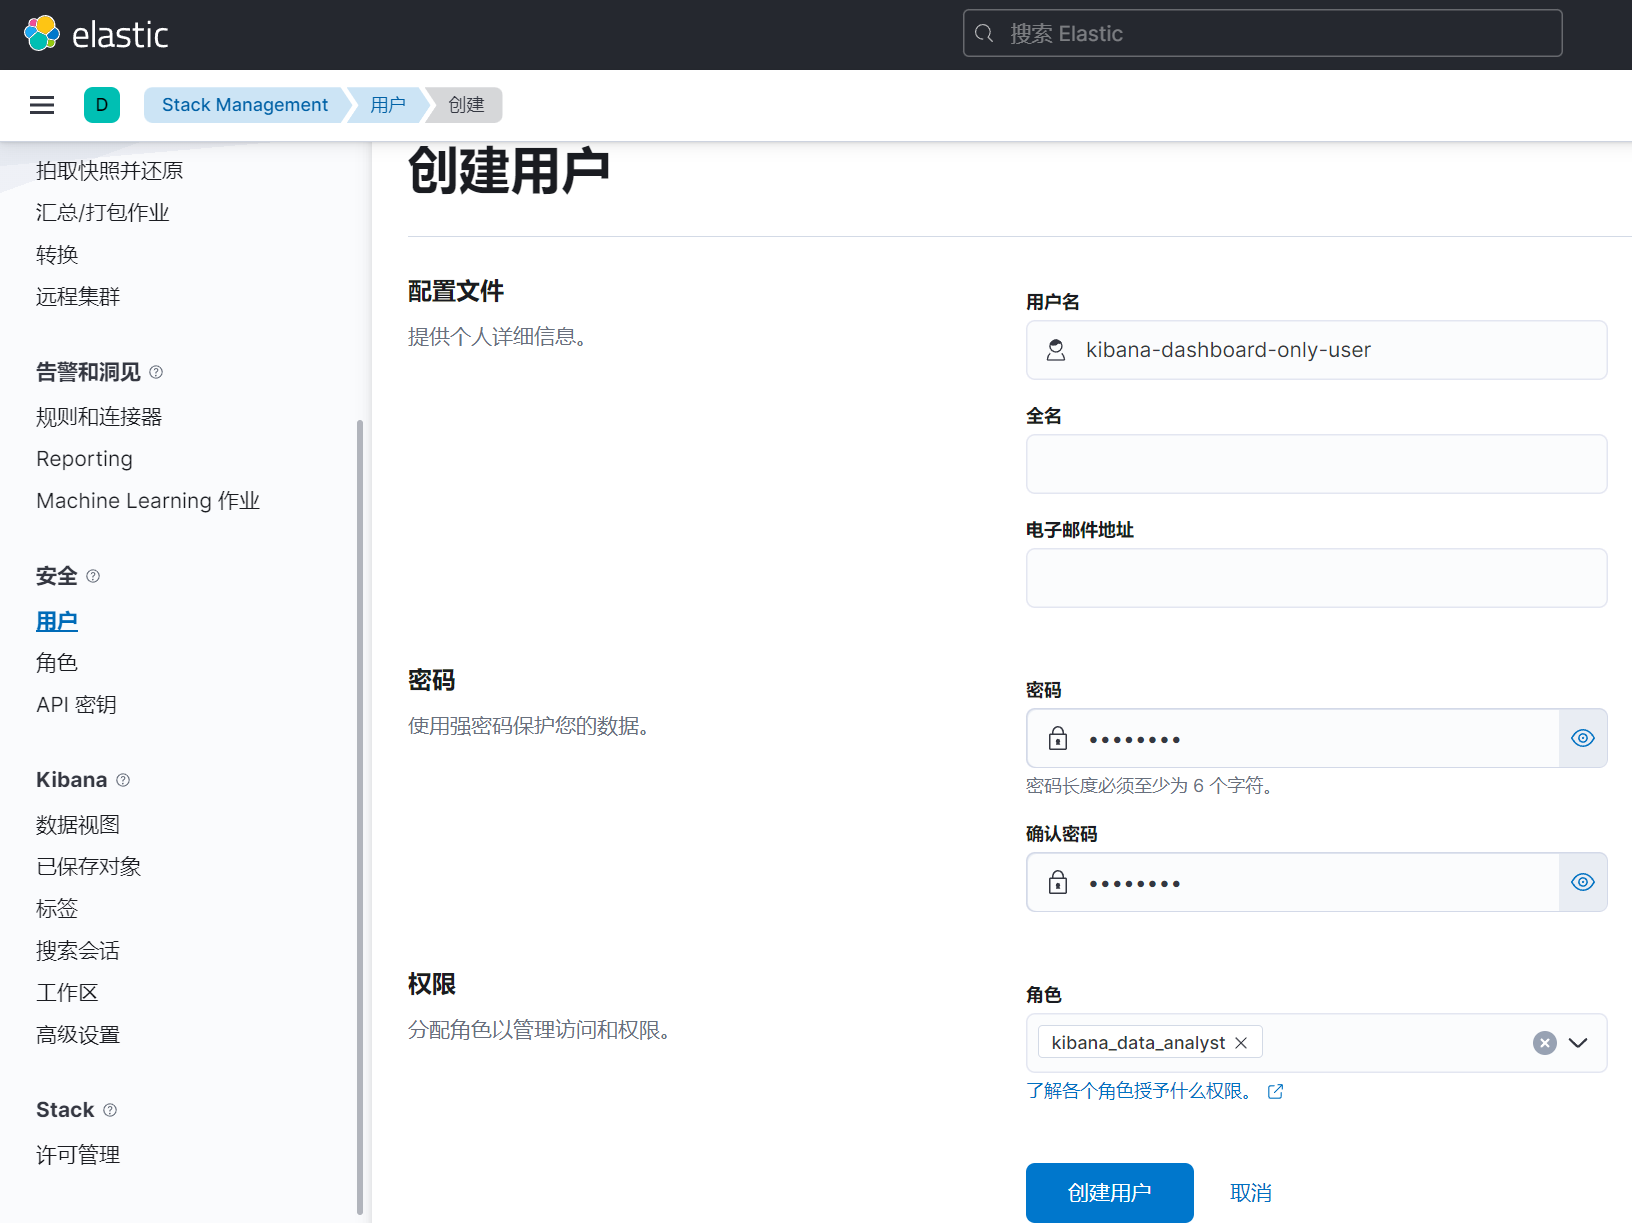 elastic
搜索 Elastic
D
Stack Management
用户
创建
拍取快照并还原
汇总/打包作业
转换
远程集群
告警和洞见
规则和连接器
Reporting
Machine Learning 作业
安全
用户
角色
API 密钥
Kibana
数据视图
已保存对象
标签
搜索会话
工作区
高级设置
Stack
许可管理
创建用户
配置文件
提供个人详细信息。
用户名
kibana-dashboard-only-user
全名
电子邮件地址
密码
使用强密码保护您的数据。
密码
••••••••
密码长度必须至少为 6 个字符。
确认密码
••••••••
权限
分配角色以管理访问和权限。
角色
kibana_data_analyst
了解各个角色授予什么权限。
创建用户
取消